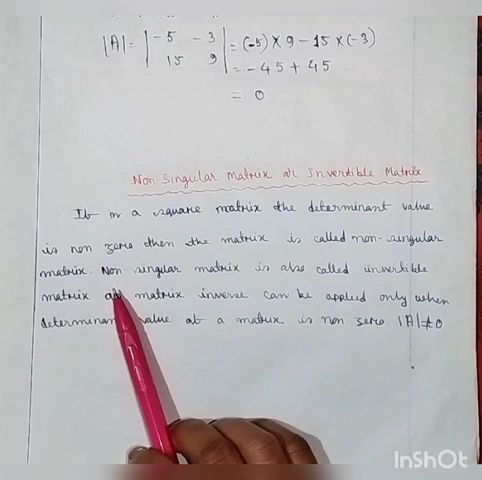 |A| = | -5 -3 | = (-5) × 9 - 15 × (-3)
15 9 = - 45 + 45
= 0
Non Singular Matrix or Invertible Matrix
If in a square matrix the determinant value
is non zero then the matrix is called non-singular
matrix. Non-singular matrix is also called invertible
matrix as matrix inverse can be applied only when
determinant value of a matrix is non zero. |A| ≠ 0
InShOt